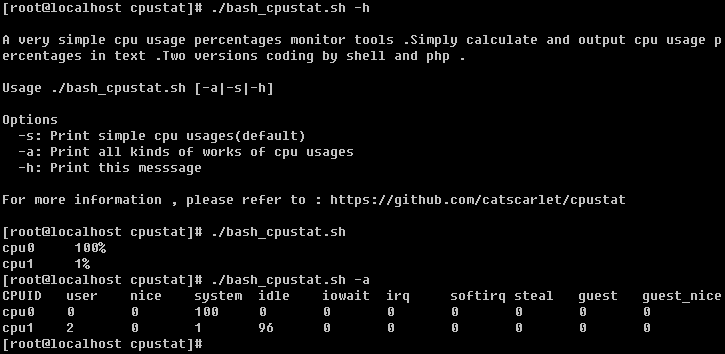 [root@localhost cpustat]# ./bash_cpustat.sh -h
A very simple cpu usage percentages monitor tools .Simply calculate and output cpu usage p
ercentages in text .Two versions coding by shell and php .
Usage ./bash_cpustat.sh [-a|-s|-h]
Options
-s: Print simple cpu usages(default)
-a: Print all kinds of works of cpu usages
-h: Print this messsage
For more information , please refer to : https://github.com/catscarlet/cpustat
[root@localhost cpustat]# ./bash_cpustat.sh
cpu0 100%
cpu1 1%
[root@localhost cpustat]# ./bash_cpustat.sh -a
CPUID user nice system idle iowait irq softirq steal guest guest_nice
cpu0 0 0 100 0 0 0 0 0 0 0
cpu1 2 0 1 96 0 0 0 0 0 0
[root@localhost cpustat]#